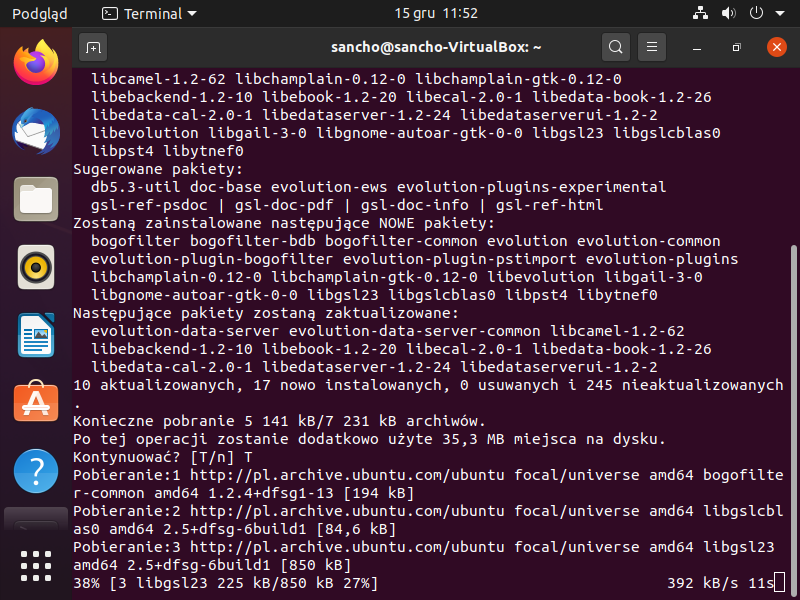 Podgląd
Terminal
15 gru 11:52
sancho@sancho-VirtualBox: ~
libcamel-1.2-62 libchamplain-0.12-0 libchamplain-gtk-0.12-0
libebackend-1.2-10 libebook-1.2-20 libecal-2.0-1 libedata-book-1.2-26
libedata-cal-2.0-1 libedataserver-1.2-24 libedataserverui-1.2-2
libevolution libgail-3-0 libgnome-autoar-gtk-0-0 libgsl23 libgslcblas0
libpst4 libytnef0
Sugerowane pakiety:
db5.3-util doc-base evolution-ews evolution-plugins-experimental
gsl-ref-psdoc | gsl-doc-pdf | gsl-doc-info | gsl-ref-html
Zostaną zainstalowane następujące NOWE pakiety:
bogofilter bogofilter-bdb bogofilter-common evolution evolution-common
evolution-plugin-bogofilter evolution-plugin-pstimport evolution-plugins
libchamplain-0.12-0 libchamplain-gtk-0.12-0 libevolution libgail-3-0
libgnome-autoar-gtk-0-0 libgsl23 libgslcblas0 libpst4 libytnef0
Następujące pakiety zostaną zaktualizowane:
evolution-data-server evolution-data-server-common libcamel-1.2-62
libebackend-1.2-10 libebook-1.2-20 libecal-2.0-1 libedata-book-1.2-26
libedata-cal-2.0-1 libedataserver-1.2-24 libedataserverui-1.2-2
10 aktualizowanych, 17 nowo instalowanych, 0 usuwanych i 245 nieaktualizowanych
.
Konieczne pobranie 5 141 kB/7 231 kB archiwów.
Po tej operacji zostanie dodatkowo użyte 35,3 MB miejsca na dysku.
Kontynuować? [T/n] T
Pobieranie:1 http://pl.archive.ubuntu.com/ubuntu focal/universe amd64 bogofilte
r-common amd64 1.2.4+dfsg1-13 [194 kB]
Pobieranie:2 http://pl.archive.ubuntu.com/ubuntu focal/universe amd64 libgslcbl
as0 amd64 2.5+dfsg-6build1 [84,6 kB]
Pobieranie:3 http://pl.archive.ubuntu.com/ubuntu focal/universe amd64 libgsl23
amd64 2.5+dfsg-6build1 [850 kB]
38% [3 libgsl23 225 kB/850 kB 27%] 392 kB/s 11s